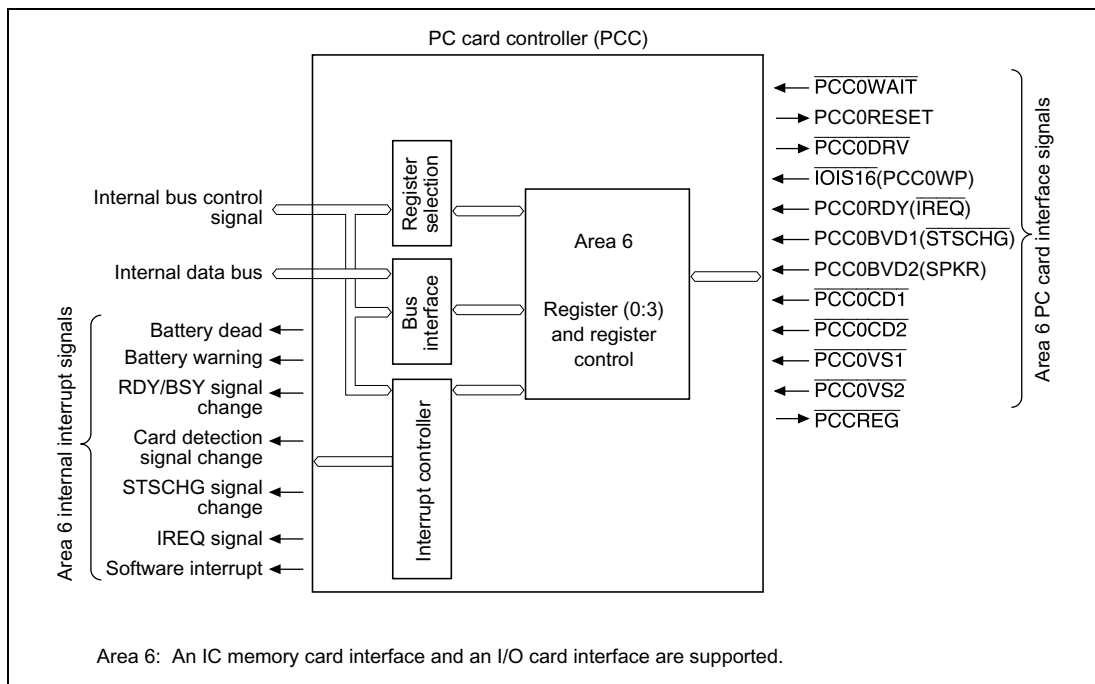 PC card controller (PCC)
Internal bus control
signal
Internal data bus
Area 6 internal interrupt signals
Battery dead
Battery warning
RDY/BSY signal
change
Card detection
signal change
STSCHG signal
change
IREQ signal
Software interrupt
Register
selection
Bus
interface
Interrupt controller
Area 6
Register (0:3)
and register
control
PCC0WAIT
PCC0RESET
PCC0DRV
IOIS16(PCC0WP)
PCC0RDY(IREQ)
PCC0BVD1(STSCHG)
PCC0BVD2(SPKR)
PCC0CD1
PCC0CD2
PCC0VS1
PCC0VS2
PCCREG
Area 6 PC card interface signals
Area 6: An IC memory card interface and an I/O card interface are supported.